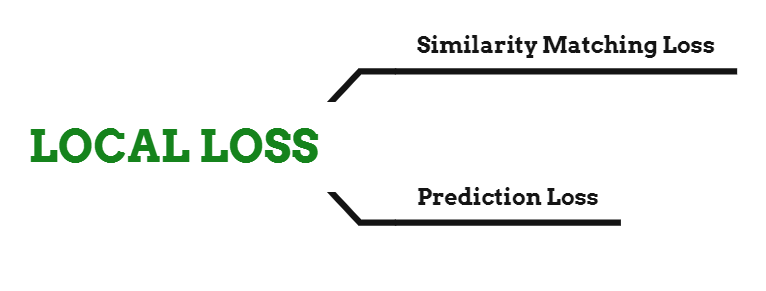 Similarity Matching Loss
LOCAL LOSS
Prediction Loss